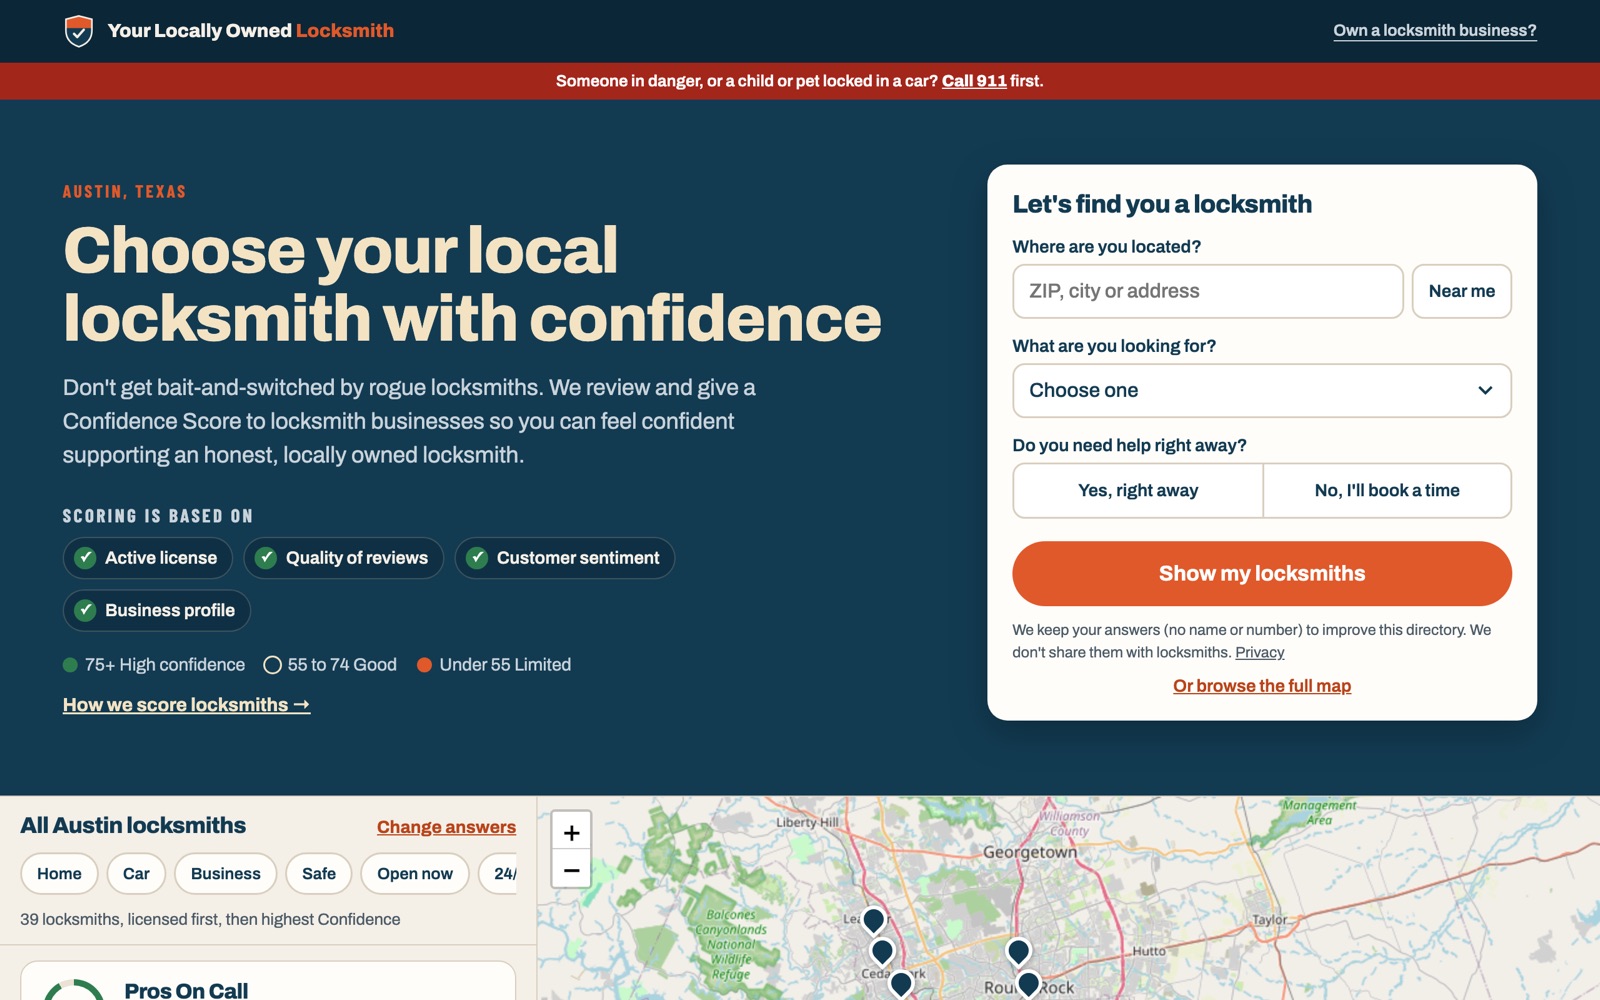 Your Locally Owned Locksmith
Own a locksmith business?
Someone in danger, or a child or pet locked in a car? Call 911 first.
AUSTIN, TEXAS
Choose your local
locksmith with confidence
Don't get bait-and-switched by rogue locksmiths. We review and give a
Confidence Score to locksmith businesses so you can feel confident
supporting an honest, locally owned locksmith.
SCORING IS BASED ON
Active license
Quality of reviews
Customer sentiment
Business profile
75+ High confidence
55 to 74 Good
Under 55 Limited
How we score locksmiths →
Let's find you a locksmith
Where are you located?
ZIP, city or address
Near me
What are you looking for?
Choose one
Do you need help right away?
Yes, right away
No, I'll book a time
Show my locksmiths
We keep your answers (no name or number) to improve this directory. We
don't share them with locksmiths. Privacy
Or browse the full map
All Austin locksmiths
Change answers
Home
Car
Business
Safe
Open now
24/
39 locksmiths, licensed first, then highest Confidence
Pros On Call
+
−
Liberty Hill
Williamson
County
Management
Area
Georgetown
Balcones
Canyonlands
National
Wildlife
Refuge
Taylor
Hutto